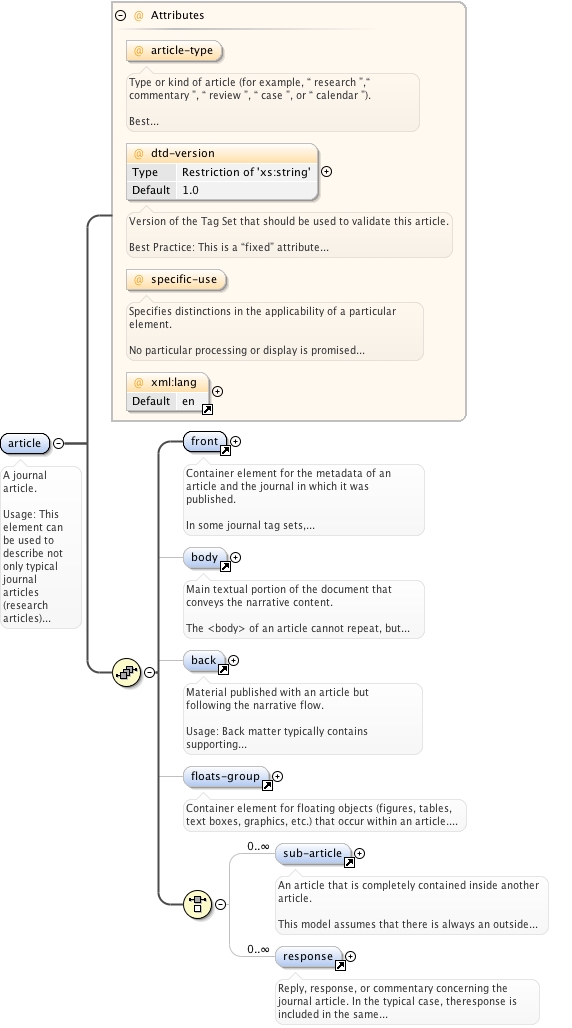 @ Attributes
@ article-type
Type or kind of article (for example, “ research ”,“
commentary ”, “ review ”, “ case ”, or “ calendar ”).
Best...
@ dtd-version
Type Restriction of 'xs:string'
Default 1.0
Version of the Tag Set that should be used to validate this article.
Best Practice: This is a “fixed” attribute...
@ specific-use
Specifies distinctions in the applicability of a particular
element.
No particular processing or display is promised...
@ xml:lang
Default en
article
A journal
article.
Usage: This
element can
be used to
describe not
only typical
journal
articles
(research
articles)...
front
Container element for the metadata of an
article and the journal in which it was
published.
In some journal tag sets,...
body
Main textual portion of the document that
conveys the narrative content.
The <body> of an article cannot repeat, but...
back
Material published with an article but
following the narrative flow.
Usage: Back matter typically contains
supporting...
floats-group
Container element for floating objects (figures, tables,
text boxes, graphics, etc.) that occur within an article....
0..∞ sub-article
An article that is completely contained inside another
article.
This model assumes that there is always an outside...
0..∞ response
Reply, response, or commentary concerning the
journal article. In the typical case, theresponse is
included in the same...